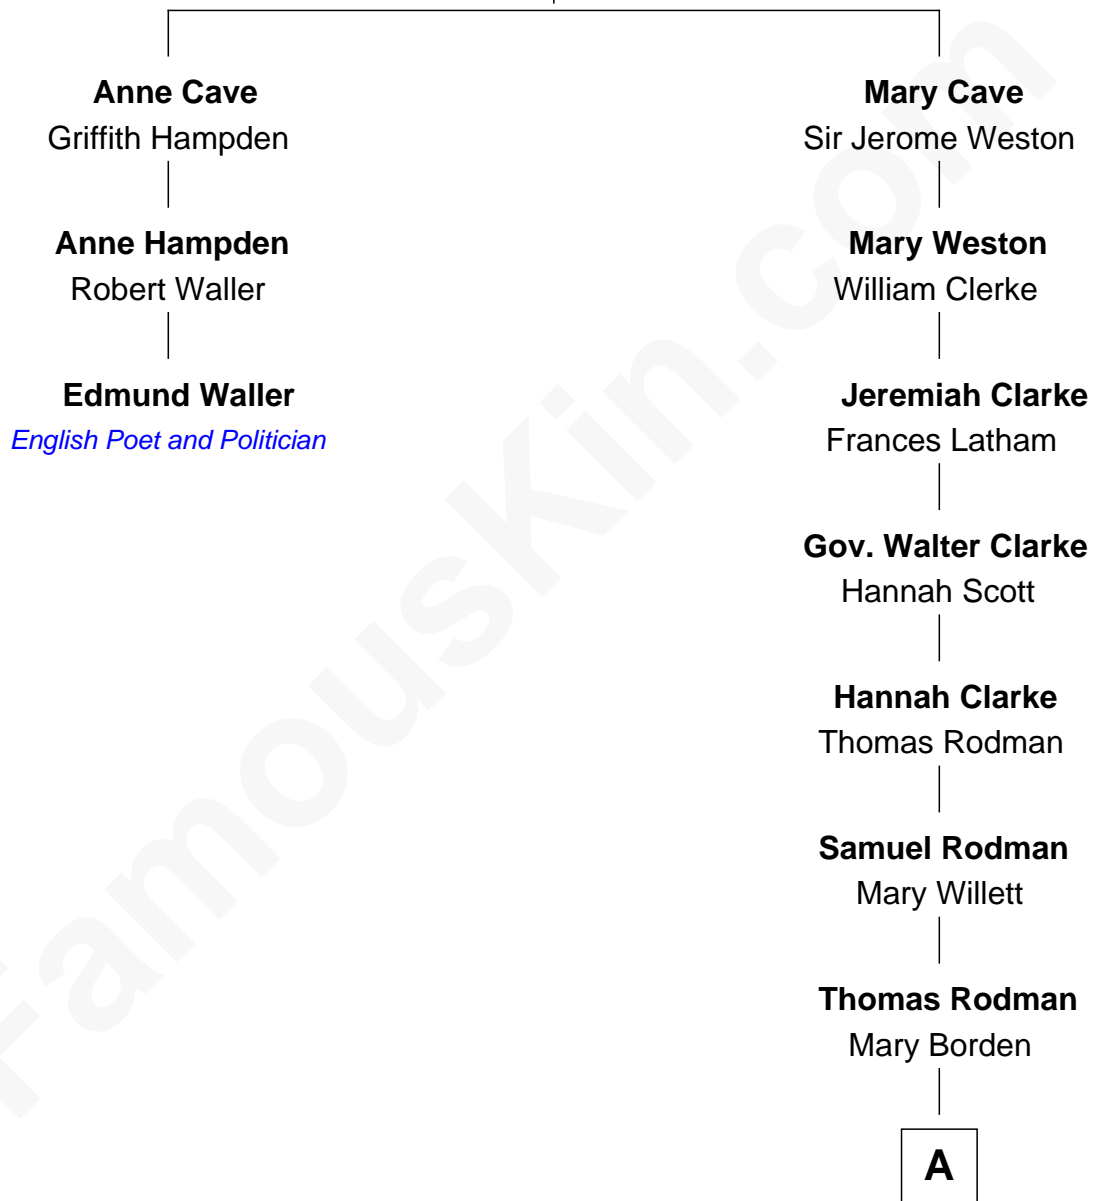 Anne Cave
Griffith Hampden
Anne Hampden
Robert Waller
Edmund Waller
English Poet and Politician
Mary Cave
Sir Jerome Weston
Mary Weston
William Clerke
Jeremiah Clarke
Frances Latham
Gov. Walter Clarke
Hannah Scott
Hannah Clarke
Thomas Rodman
Samuel Rodman
Mary Willett
Thomas Rodman
Mary Borden
A
FamousKin.com